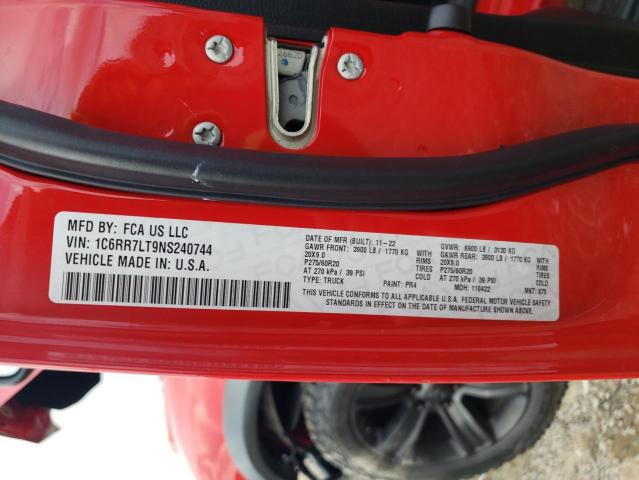 MFD BY: FCA US LLC
VIN: 1C6RR7LT9NS240744
VEHICLE MADE IN: U.S.A.
DATE OF MFR (BUILT): 11-22
GVWR: 6900 LB / 3130 KG
GAWR FRONT: 3900 LB / 1770 KG WITH
GAWR REAR: 3900 LB / 1770 KG WITH
20X9.0 RIMS
20X9.0 RIMS
P275/60R20 TIRES
P275/60R20 TIRES
AT 270 kPa / 39 PSI COLD
AT 270 kPa / 39 PSI COLD
TYPE: TRUCK PAINT: PR4 MDH: 110422 MKT: 875
THIS VEHICLE CONFORMS TO ALL APPLICABLE U.S.A. FEDERAL MOTOR VEHICLE SAFETY
STANDARDS IN EFFECT ON THE DATE OF MANUFACTURE SHOWN ABOVE.